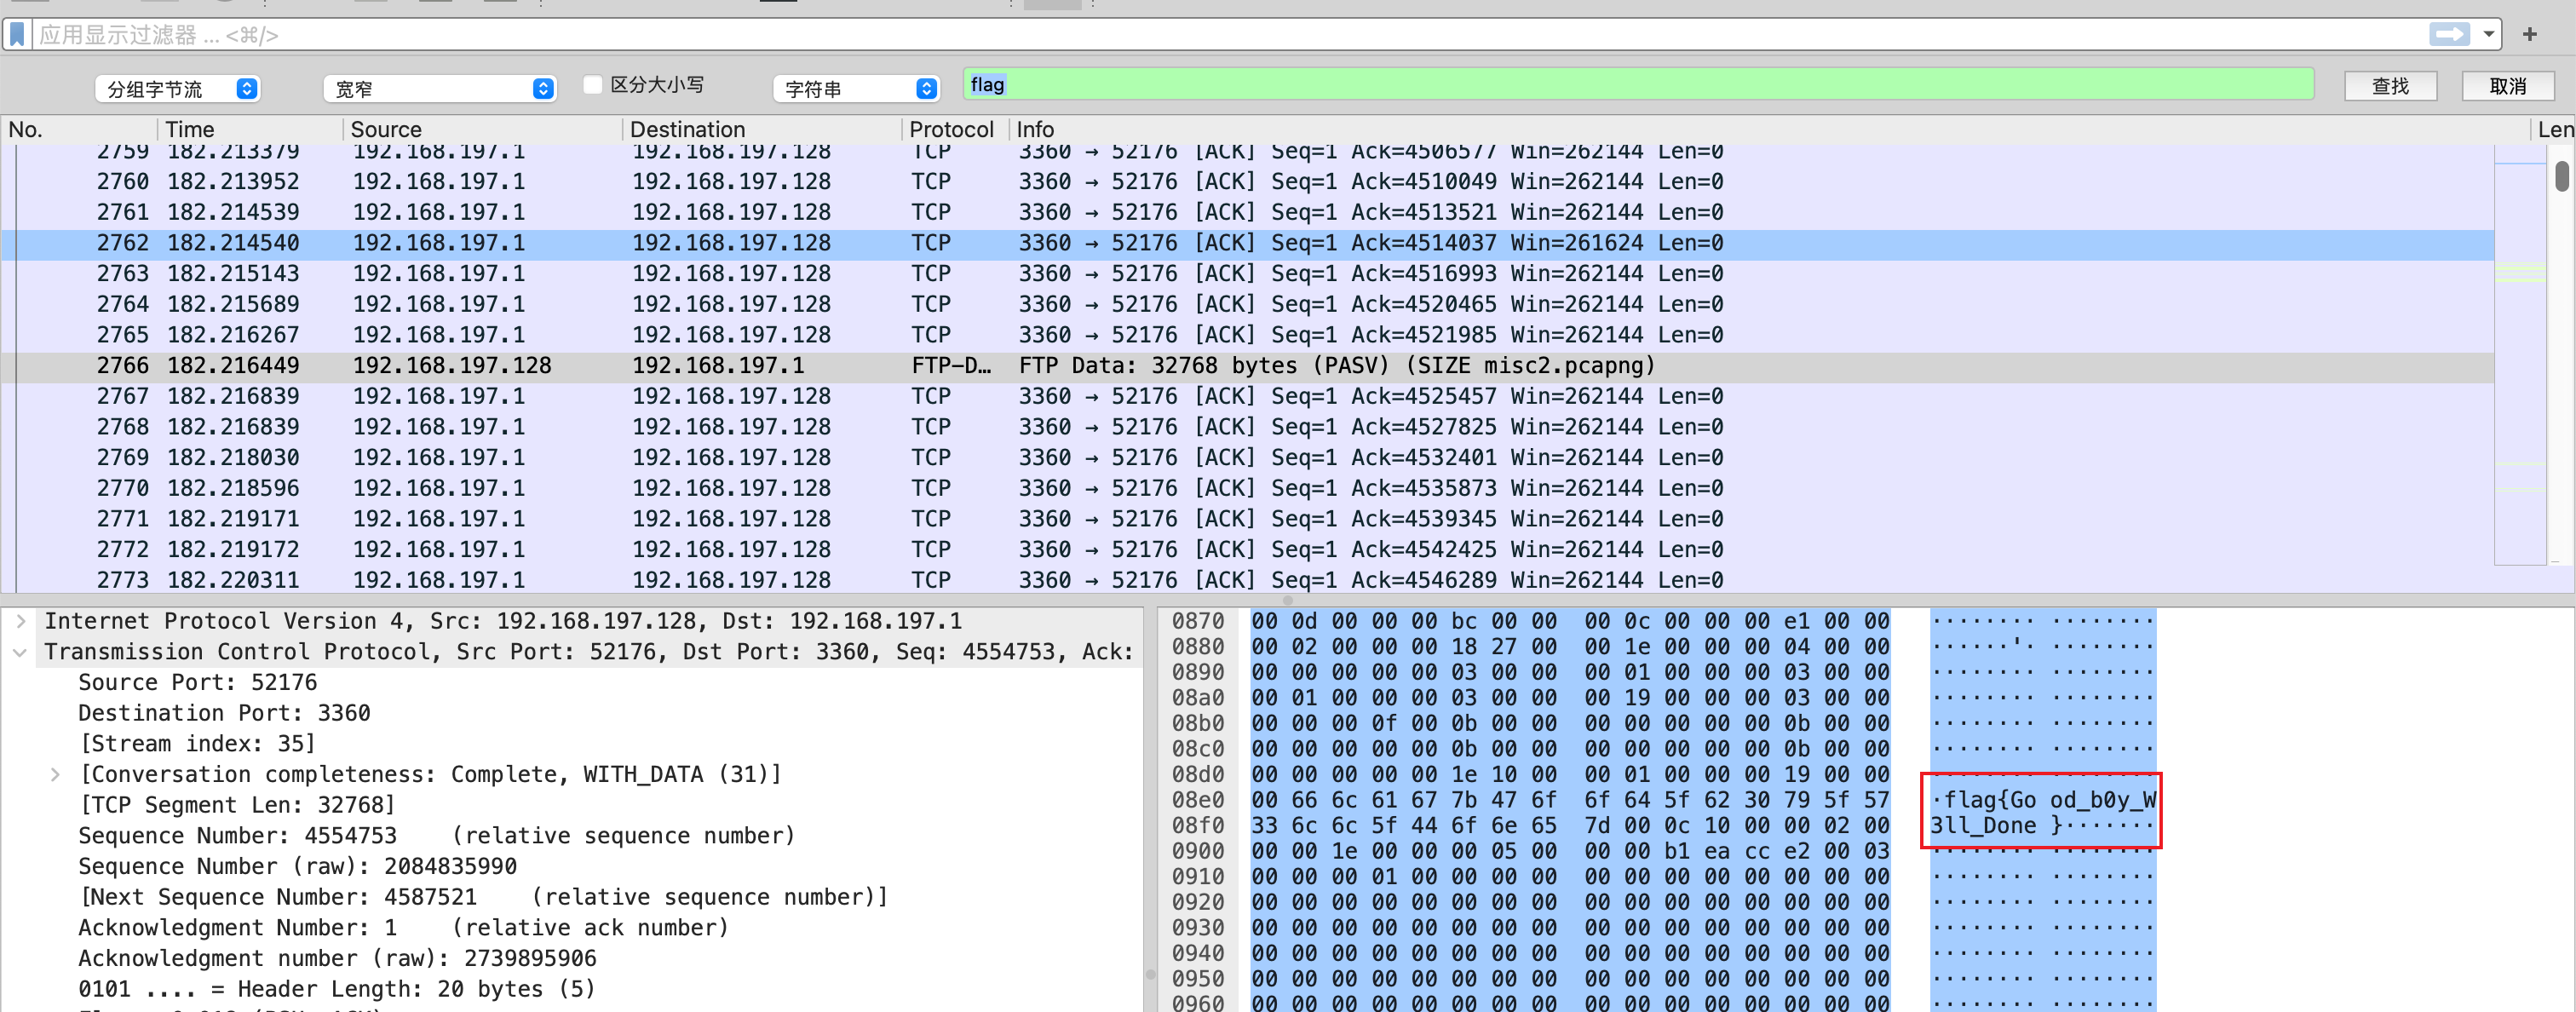 应用显示过滤器 … <⌘/>
+
分组字节流 宽窄 区分大小写 字符串 flag 查找 取消
No. Time Source Destination Protocol Info Len
2759 182.213379 192.168.197.1 192.168.197.128 TCP 3360 → 52176 [ACK] Seq=1 Ack=4506577 Win=262144 Len=0
2760 182.213952 192.168.197.1 192.168.197.128 TCP 3360 → 52176 [ACK] Seq=1 Ack=4510049 Win=262144 Len=0
2761 182.214539 192.168.197.1 192.168.197.128 TCP 3360 → 52176 [ACK] Seq=1 Ack=4513521 Win=262144 Len=0
2762 182.214540 192.168.197.1 192.168.197.128 TCP 3360 → 52176 [ACK] Seq=1 Ack=4514037 Win=261624 Len=0
2763 182.215143 192.168.197.1 192.168.197.128 TCP 3360 → 52176 [ACK] Seq=1 Ack=4516993 Win=262144 Len=0
2764 182.215689 192.168.197.1 192.168.197.128 TCP 3360 → 52176 [ACK] Seq=1 Ack=4520465 Win=262144 Len=0
2765 182.216267 192.168.197.1 192.168.197.128 TCP 3360 → 52176 [ACK] Seq=1 Ack=4521985 Win=262144 Len=0
2766 182.216449 192.168.197.128 192.168.197.1 FTP-D… FTP Data: 32768 bytes (PASV) (SIZE misc2.pcapng)
2767 182.216839 192.168.197.1 192.168.197.128 TCP 3360 → 52176 [ACK] Seq=1 Ack=4525457 Win=262144 Len=0
2768 182.216839 192.168.197.1 192.168.197.128 TCP 3360 → 52176 [ACK] Seq=1 Ack=4527825 Win=262144 Len=0
2769 182.218030 192.168.197.1 192.168.197.128 TCP 3360 → 52176 [ACK] Seq=1 Ack=4532401 Win=262144 Len=0
2770 182.218596 192.168.197.1 192.168.197.128 TCP 3360 → 52176 [ACK] Seq=1 Ack=4535873 Win=262144 Len=0
2771 182.219171 192.168.197.1 192.168.197.128 TCP 3360 → 52176 [ACK] Seq=1 Ack=4539345 Win=262144 Len=0
2772 182.219172 192.168.197.1 192.168.197.128 TCP 3360 → 52176 [ACK] Seq=1 Ack=4542425 Win=262144 Len=0
2773 182.220311 192.168.197.1 192.168.197.128 TCP 3360 → 52176 [ACK] Seq=1 Ack=4546289 Win=262144 Len=0
Internet Protocol Version 4, Src: 192.168.197.128, Dst: 192.168.197.1
Transmission Control Protocol, Src Port: 52176, Dst Port: 3360, Seq: 4554753, Ack:
Source Port: 52176
Destination Port: 3360
[Stream index: 35]
[Conversation completeness: Complete, WITH_DATA (31)]
[TCP Segment Len: 32768]
Sequence Number: 4554753 (relative sequence number)
Sequence Number (raw): 2084835990
[Next Sequence Number: 4587521 (relative sequence number)]
Acknowledgment Number: 1 (relative ack number)
Acknowledgment number (raw): 2739895906
0101 .... = Header Length: 20 bytes (5)
0870 00 0d 00 00 00 bc 00 00 00 0c 00 00 00 e1 00 00 ········ ········
0880 00 02 00 00 00 18 27 00 00 1e 00 00 00 04 00 00 ······'· ········
0890 00 00 00 00 00 03 00 00 00 01 00 00 00 03 00 00 ········ ········
08a0 00 01 00 00 00 03 00 00 00 19 00 00 00 03 00 00 ········ ········
08b0 00 00 00 0f 00 0b 00 00 00 00 00 00 00 0b 00 00 ········ ········
08c0 00 00 00 00 00 0b 00 00 00 00 00 00 00 0b 00 00 ········ ········
08d0 00 00 00 00 00 1e 10 00 00 01 00 00 00 19 00 00 ········ ········
08e0 00 66 6c 61 67 7b 47 6f 6f 64 5f 62 30 79 5f 57 ·flag{Go od_b0y_W
08f0 33 6c 6c 5f 44 6f 6e 65 7d 00 0c 10 00 00 02 00 3ll_Done }·······
0900 00 00 1e 00 00 00 05 00 00 00 b1 ea cc e2 00 03 ········ ········
0910 00 00 00 01 00 00 00 00 00 00 00 00 00 00 00 00 ········ ········
0920 00 00 00 00 00 00 00 00 00 00 00 00 00 00 00 00 ········ ········
0930 00 00 00 00 00 00 00 00 00 00 00 00 00 00 00 00 ········ ········
0940 00 00 00 00 00 00 00 00 00 00 00 00 00 00 00 00 ········ ········
0950 00 00 00 00 00 00 00 00 00 00 00 00 00 00 00 00 ········ ········
0960 00 00 00 00 00 00 00 00 00 00 00 00 00 00 00 00 ········ ········